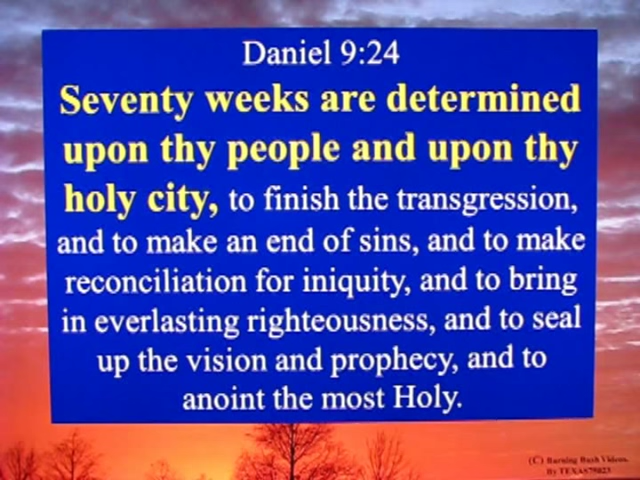 Daniel 9:24
Seventy weeks are determined
upon thy people and upon thy
holy city, to finish the transgression,
and to make an end of sins, and to make
reconciliation for iniquity, and to bring
in everlasting righteousness, and to seal
up the vision and prophecy, and to
anoint the most Holy.
(C) Burning Bush Videos.
By TEXAS75023